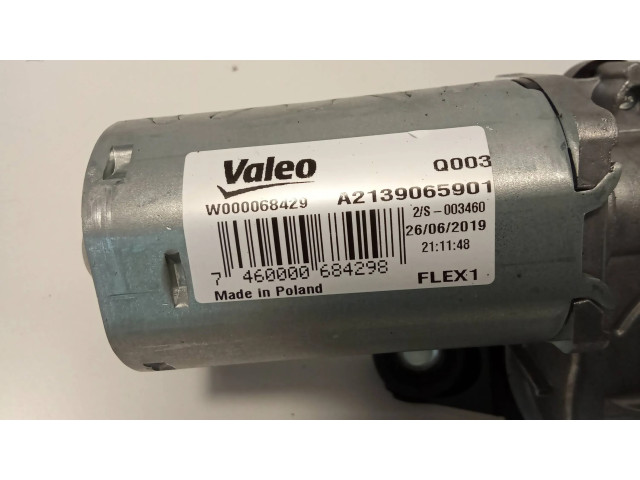 Valeo Q003
W000068429 A2139065901
2/S-003460
26/06/2019
21:11:48
7 460000 684298
FLEX1
Made in Poland